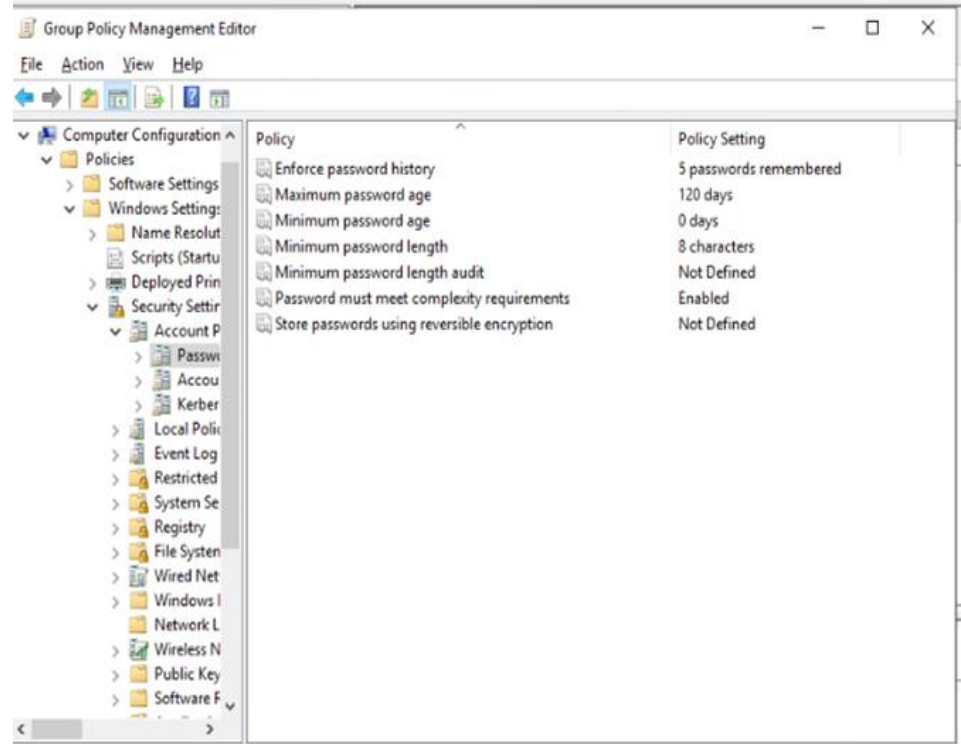 Group Policy Management Editor
File Action View Help
Computer Configuration
Policies
Software Settings
Windows Setting:
Name Resolut
Scripts (Startu
Deployed Prin
Security Settir
Account P
Passw
Accou
Kerber
Local Polic
Event Log
Restricted
System Se
Registry
File System
Wired Net
Windows
Network L
Wireless N
Public Key
Software F
Policy Policy Setting
Enforce password history 5 passwords remembered
Maximum password age 120 days
Minimum password age 0 days
Minimum password length 8 characters
Minimum password length audit Not Defined
Password must meet complexity requirements Enabled
Store passwords using reversible encryption Not Defined